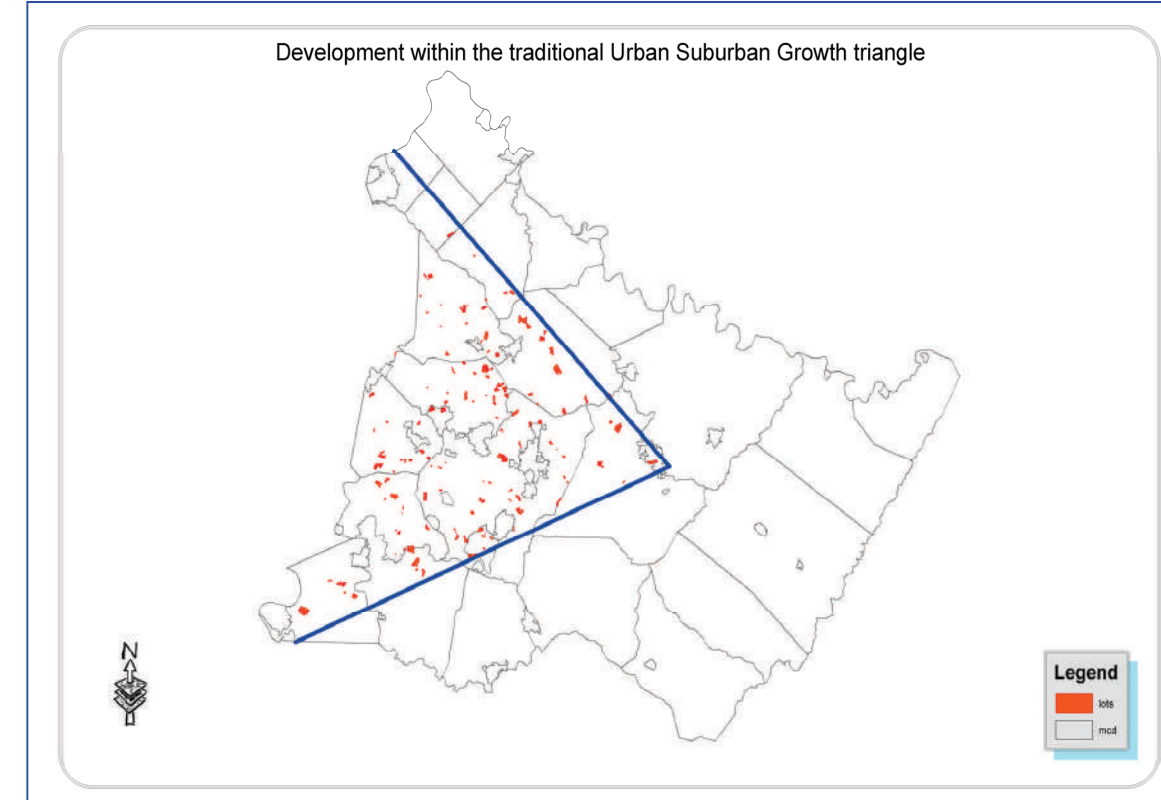 Development within the traditional Urban Suburban Growth triangle
N
Legend
lots
mcd